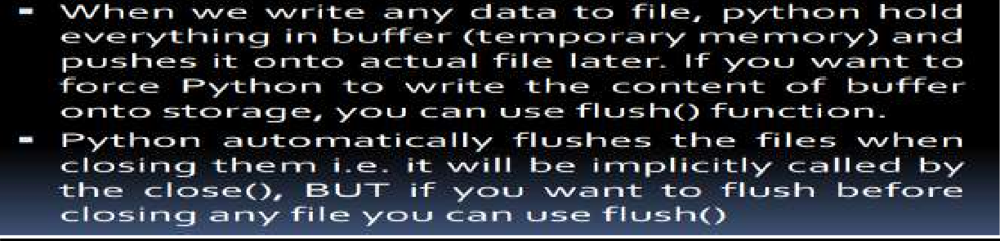 ▪ When we write any data to file, python hold
everything in buffer (temporary memory) and
pushes it onto actual file later. If you want to
force Python to write the content of buffer
onto storage, you can use flush() function.
▪ Python automatically flushes the files when
closing them i.e. it will be implicitly called by
the close(), BUT if you want to flush before
closing any file you can use flush()